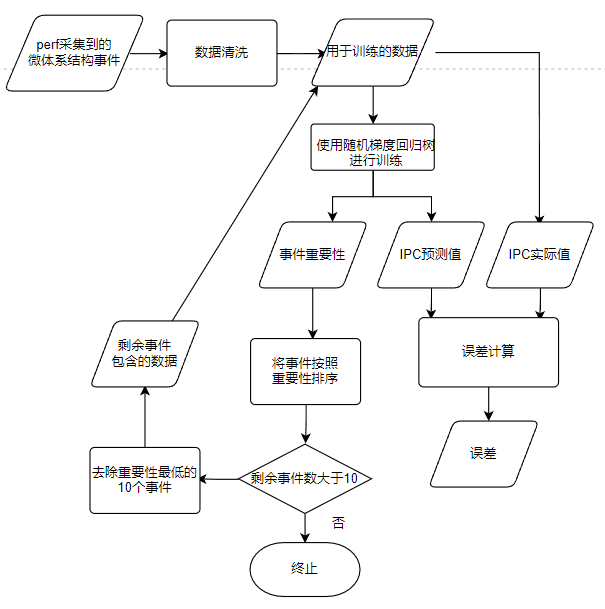 perf采集到的
微体系结构事件
数据清洗
用于训练的数据
使用随机梯度回归树
进行训练
事件重要性
IPC预测值
IPC实际值
剩余事件
包含的数据
将事件按照
重要性排序
误差计算
去除重要性最低的
10个事件
剩余事件数大于10
误差
否
终止